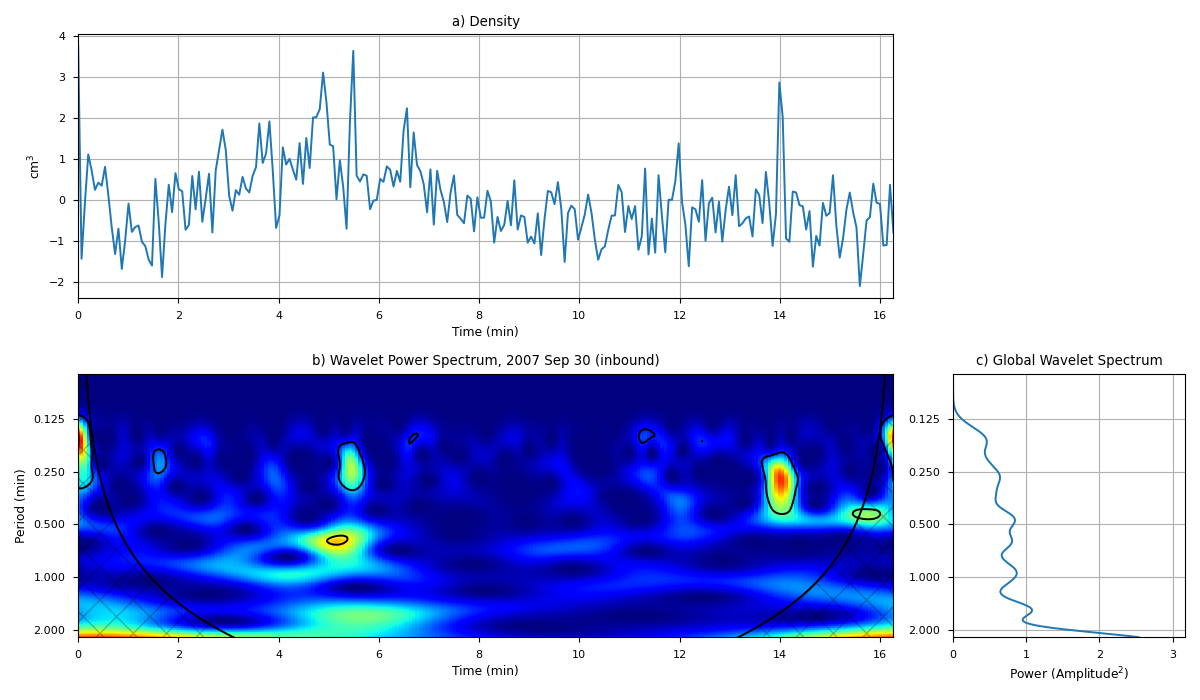 a) Density
4
3
2
1
0
−1
−2
cm³
0 2 4 6 8 10 12 14 16
Time (min)
b) Wavelet Power Spectrum, 2007 Sep 30 (inbound)
0.125
0.250
0.500
1.000
2.000
Period (min)
0 2 4 6 8 10 12 14 16
Time (min)
c) Global Wavelet Spectrum
0.125
0.250
0.500
1.000
2.000
0 1 2 3
Power (Amplitude²)